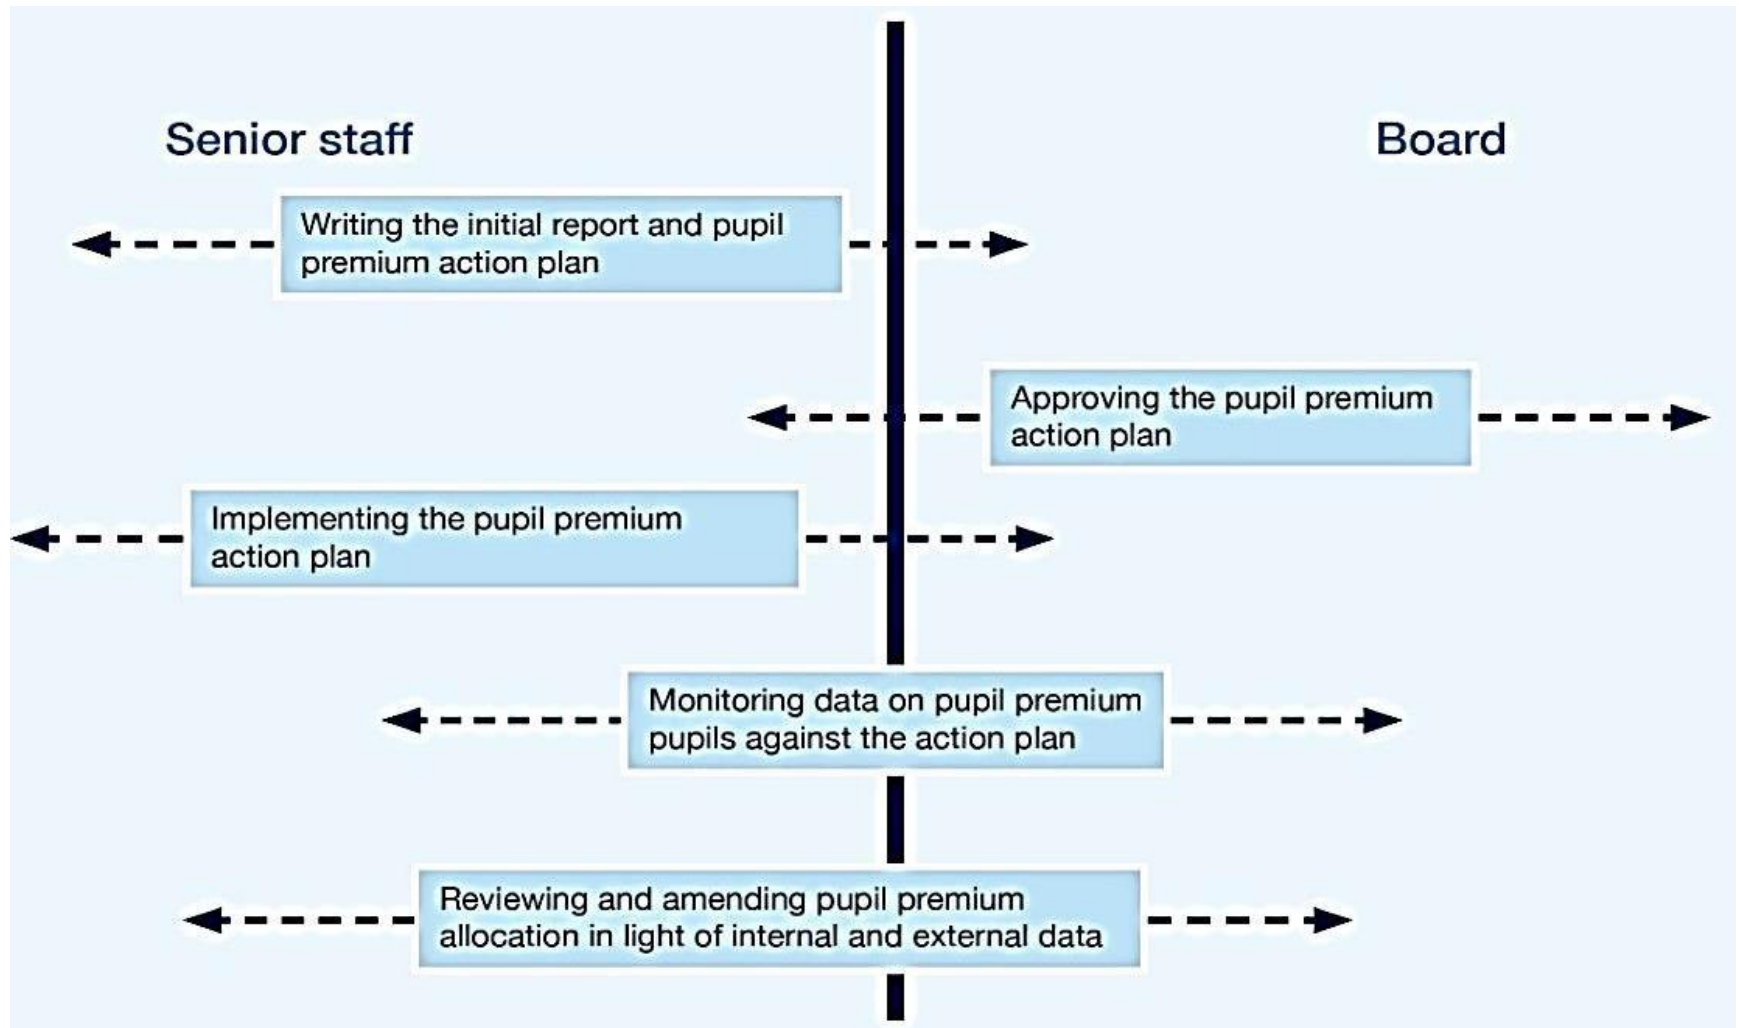 Senior staff
Board
Writing the initial report and pupil
premium action plan
Approving the pupil premium
action plan
Implementing the pupil premium
action plan
Monitoring data on pupil premium
pupils against the action plan
Reviewing and amending pupil premium
allocation in light of internal and external data